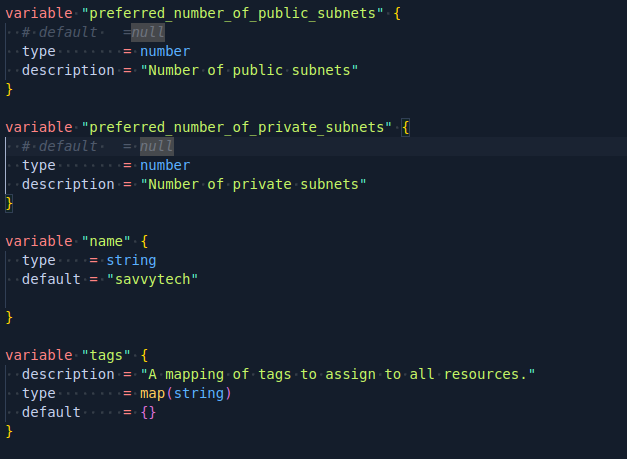 variable "preferred_number_of_public_subnets" {
  # default   =null
  type        = number
  description = "Number of public subnets"
}

variable "preferred_number_of_private_subnets" {
  # default   = null
  type        = number
  description = "Number of private subnets"
}

variable "name" {
  type    = string
  default = "savvytech"

}

variable "tags" {
  description = "A mapping of tags to assign to all resources."
  type        = map(string)
  default     = {}
}